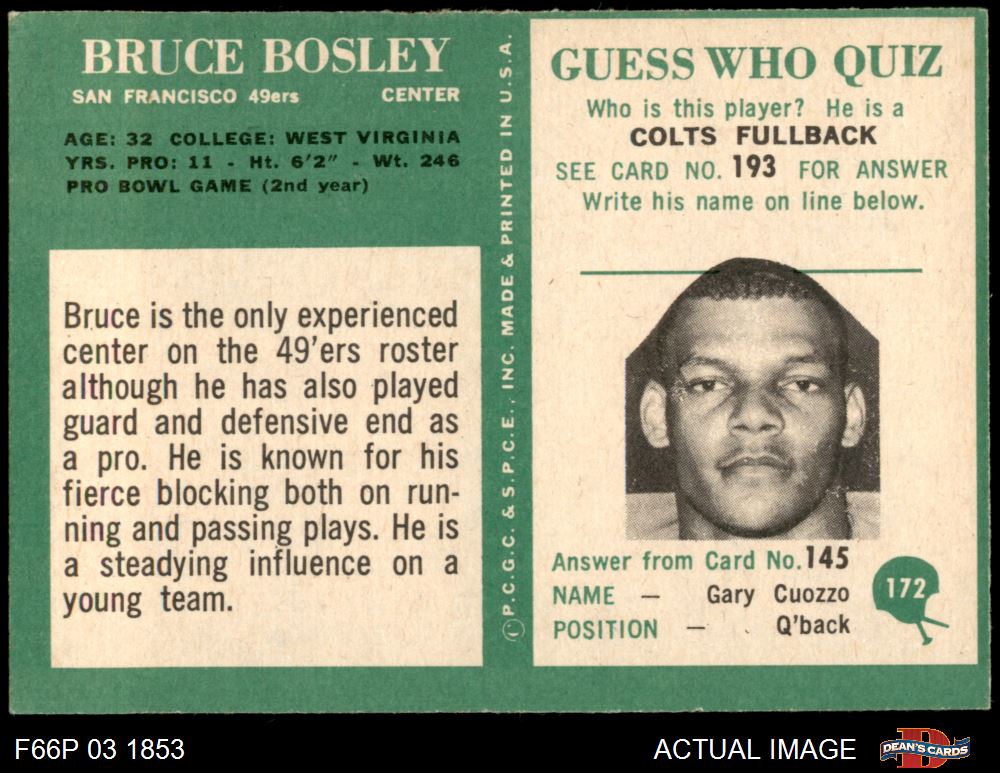 BRUCE BOSLEY
SAN FRANCISCO 49ers CENTER
AGE: 32 COLLEGE: WEST VIRGINIA
YRS. PRO: 11 - Ht. 6'2" - Wt. 246
PRO BOWL GAME (2nd year)
Bruce is the only experienced
center on the 49'ers roster
although he has also played
guard and defensive end as
a pro. He is known for his
fierce blocking both on run-
ning and passing plays. He is
a steadying influence on a
young team.
© P.C.G.C. & S.P.C.E., INC. MADE & PRINTED IN U.S.A.
GUESS WHO QUIZ
Who is this player? He is a
COLTS FULLBACK
SEE CARD NO. 193 FOR ANSWER
Write his name on line below.
Answer from Card No. 145
NAME — Gary Cuozzo
POSITION — Q'back
172
F66P 03 1853
ACTUAL IMAGE
DEAN'S CARDS